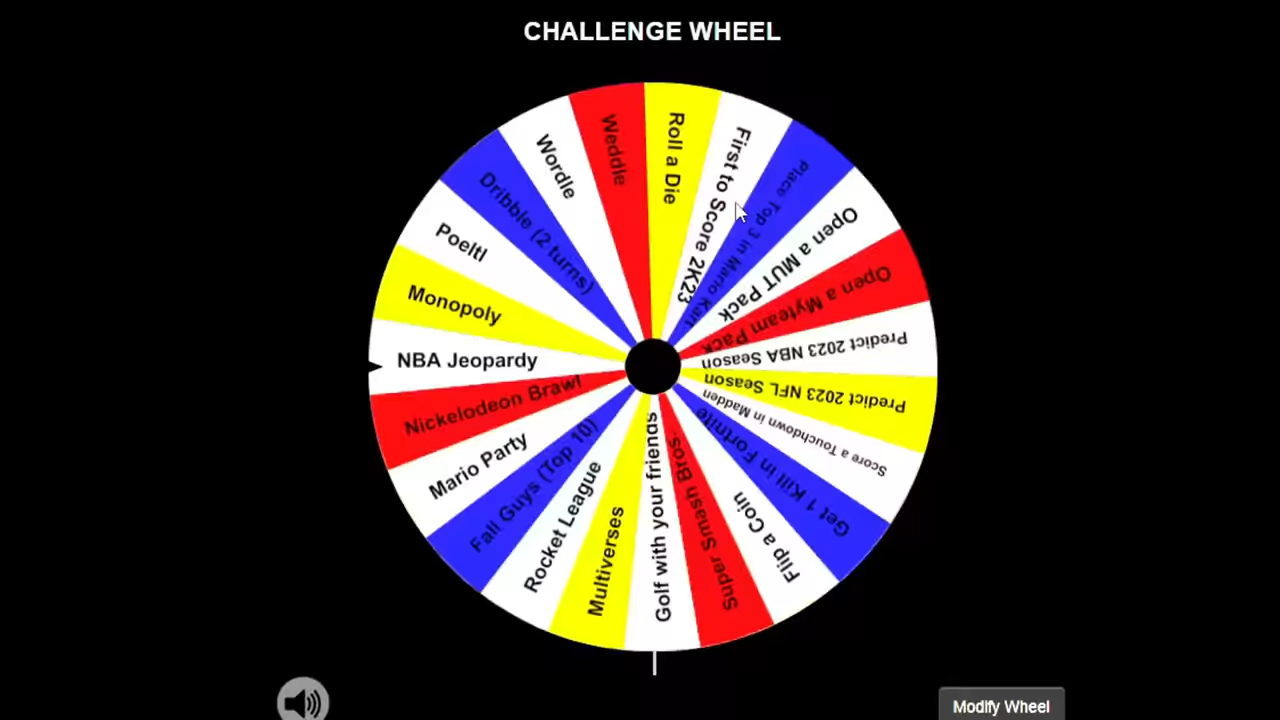 CHALLENGE WHEEL
Roll a Die
First to Score 2K23
Place Top 3 in Mario Kart
Open a MUT Pack
Open a Myteam Pack
Predict 2023 NBA Season
Predict 2023 NFL Season
Score a Touchdown in Madden
Get 1 Kill in Fortnite
Flip a Coin
Super Smash Bros.
Golf with your friends
Multiverses
Rocket League
Fall Guys (Top 10)
Mario Party
Nickelodeon Brawl
NBA Jeopardy
Monopoly
Poeltl
Dribble (2 turns)
Wordle
Weddle
Modify Wheel